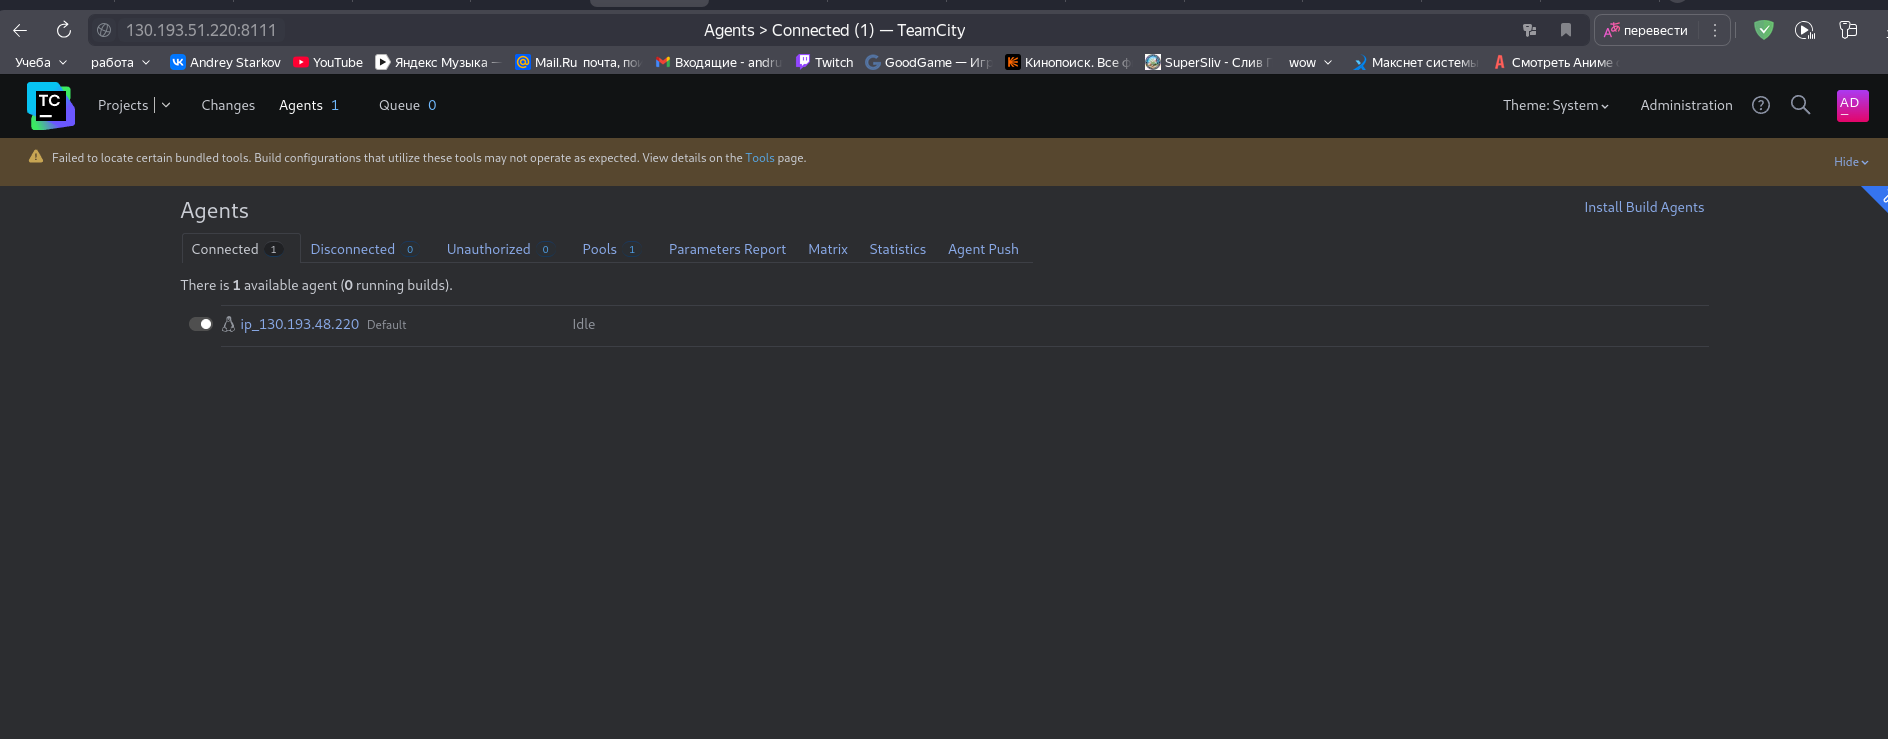 130.193.51.220:8111 Agents > Connected (1) — TeamCity перевести
Учеба работа Andrey Starkov YouTube Яндекс Музыка — Mail.Ru почта, Входящие - andru Twitch GoodGame — Иг Кинопоиск. Все SuperSliv - Слив wow Макснет системы Смотреть Аниме
TC Projects Changes Agents 1 Queue 0 Theme: System Administration ? AD
Failed to locate certain bundled tools. Build configurations that utilize these tools may not operate as expected. View details on the Tools page. Hide
Agents Install Build Agents
Connected 1 Disconnected 0 Unauthorized 0 Pools 1 Parameters Report Matrix Statistics Agent Push
There is 1 available agent (0 running builds).
ip_130.193.48.220 Default Idle